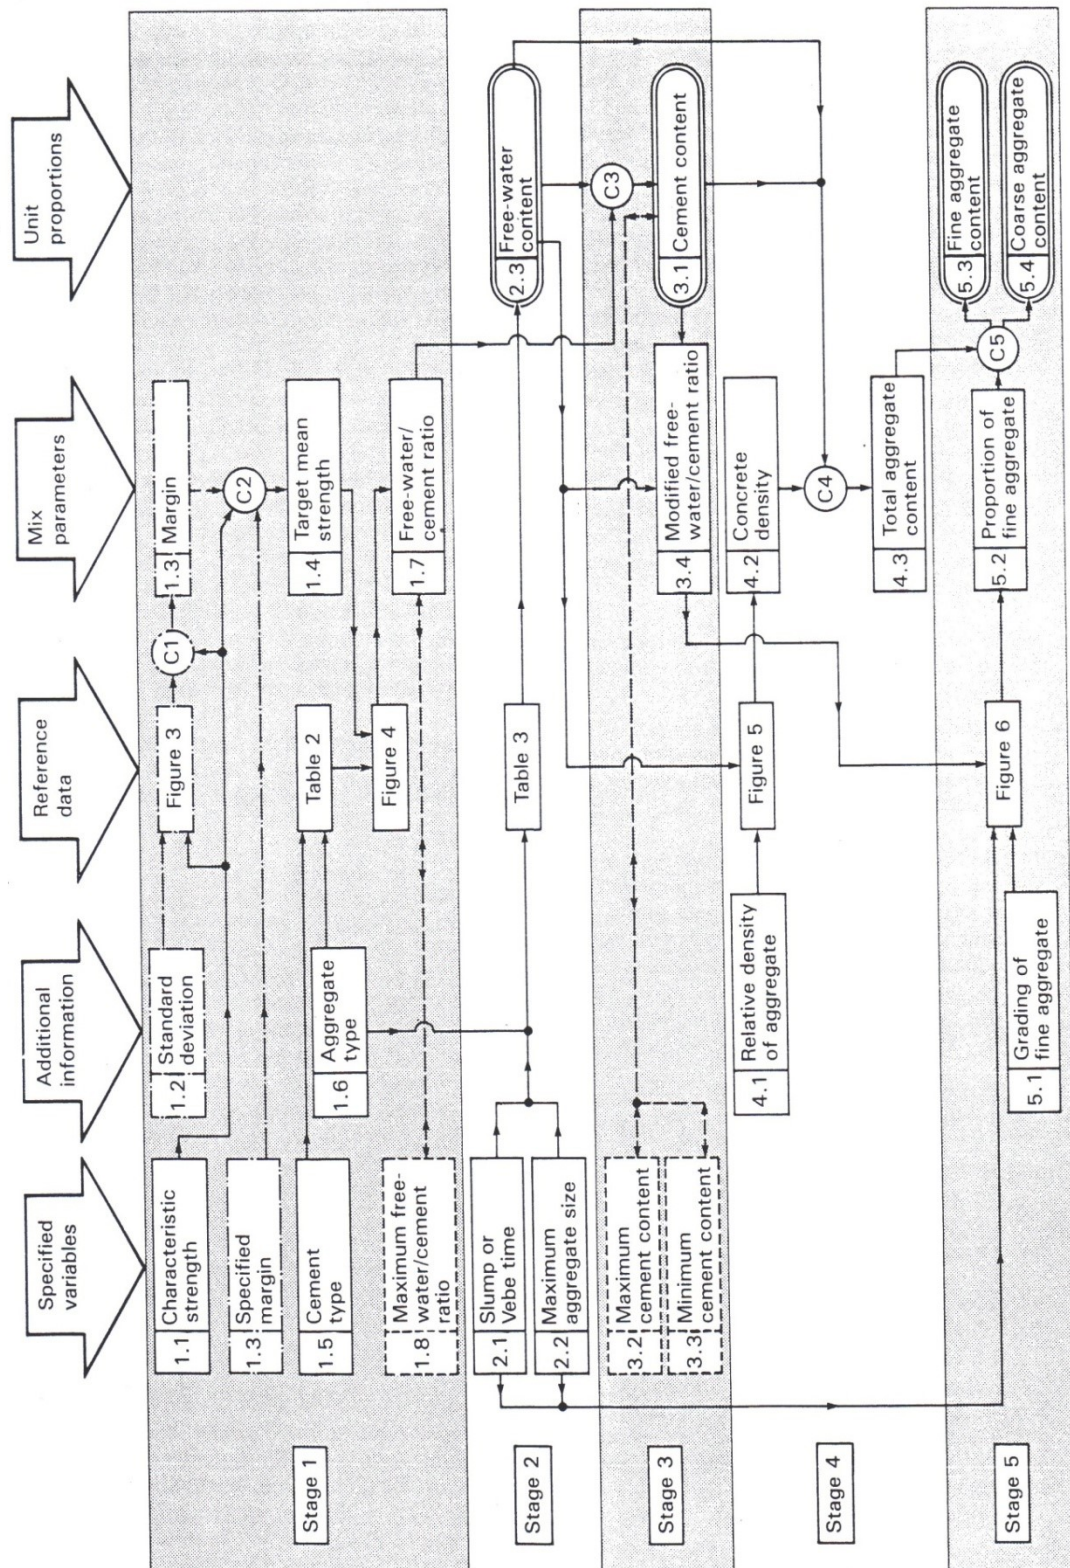 Specified
variables
Additional
information
Reference
data
Mix
parameters
Unit
proportions
Stage 1
1.1
Characteristic
strength
1.2
Standard
deviation
Figure 3
C1
1.3
Margin
1.3
Specified
margin
C2
1.5
Cement
type
Table 2
1.4
Target mean
strength
1.6
Aggregate
type
Figure 4
1.8
Maximum free-
water/cement
ratio
1.7
Free-water/
cement ratio
Stage 2
2.1
Slump or
Vebe time
2.2
Maximum
aggregate size
Table 3
2.3
Free-water
content
Stage 3
C3
3.2
Maximum
cement content
3.3
Minimum
cement content
3.4
Modified free-
water/cement ratio
3.1
Cement content
Stage 4
4.1
Relative density
of aggregate
Figure 5
4.2
Concrete
density
C4
4.3
Total aggregate
content
Stage 5
5.1
Grading of
fine aggregate
Figure 6
5.2
Proportion of
fine aggregate
C5
5.3
Fine aggregate
content
5.4
Coarse aggregate
content